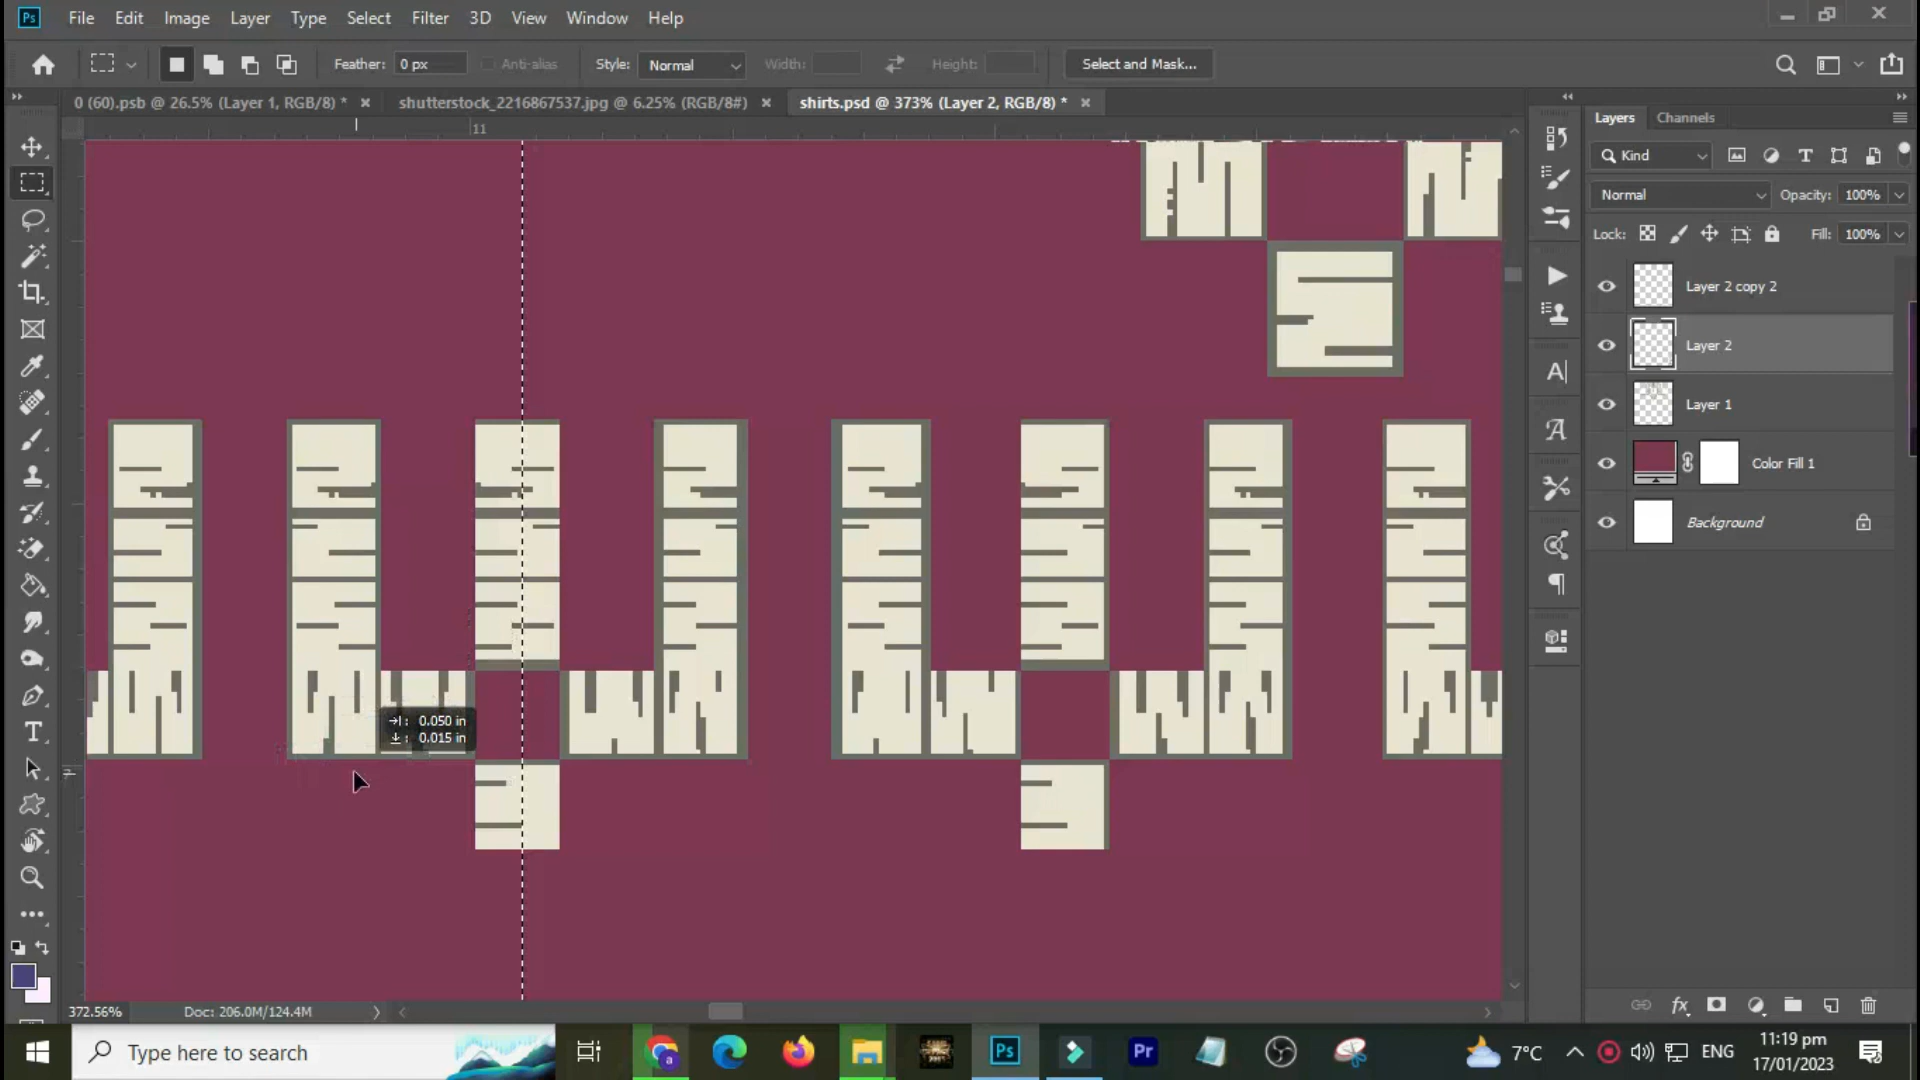 Ps File Edit Image Layer Type Select Filter 3D View Window Help
Feather: 0 px Anti-alias Style: Normal Width: Height: Select and Mask...
0 (60).psb @ 26.5% (Layer 1, RGB/8) * × shutterstock_2216867537.jpg @ 6.25% (RGB/8#) × shirts.psd @ 373% (Layer 2, RGB/8) * ×
11
Layers Channels
Kind
Normal Opacity: 100%
Lock: Fill: 100%
Layer 2 copy 2
Layer 2
Layer 1
Color Fill 1
Background
→I: 0.050 in
0.015 in
372.56% Doc: 206.0M/124.4M
Type here to search
a
Ps
Pr
7°C
ENG
11:19 pm
17/01/2023